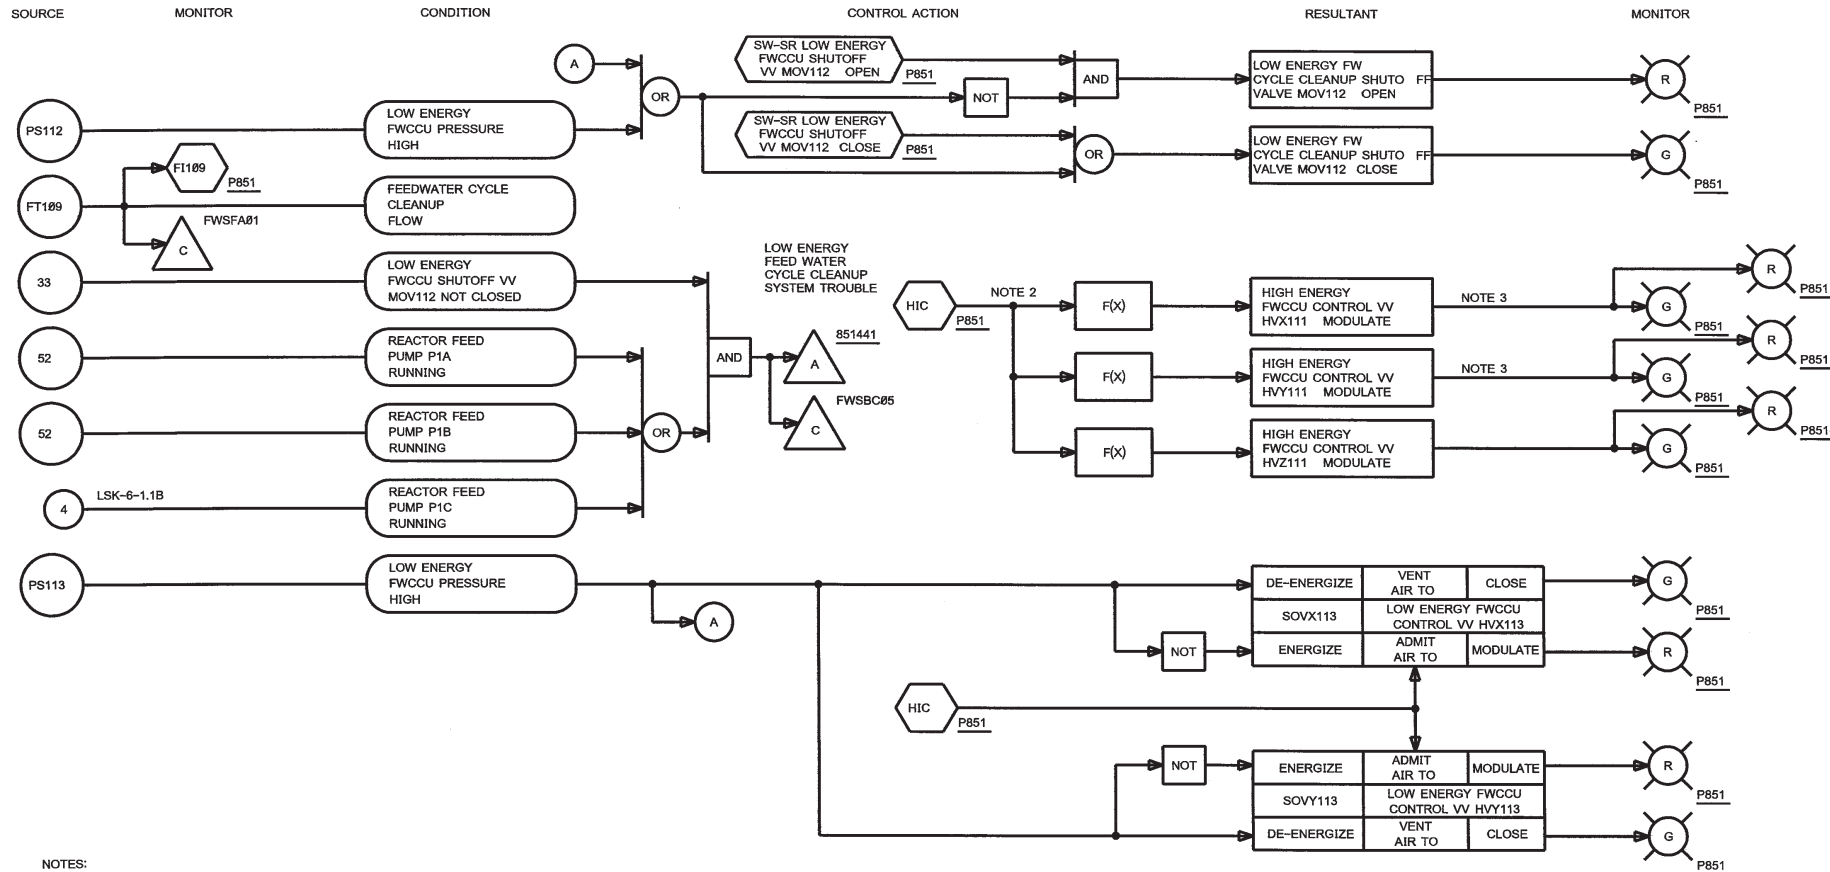 SOURCE MONITOR CONDITION CONTROL ACTION RESULTANT MONITOR
A
OR
SW-SR LOW ENERGY
FWCCU SHUTOFF
VV MOV112 OPEN
P851
NOT
AND
LOW ENERGY FW
CYCLE CLEANUP SHUTO FF
VALVE MOV112 OPEN
R
P851
PS112
LOW ENERGY
FWCCU PRESSURE
HIGH
SW-SR LOW ENERGY
FWCCU SHUTOFF
VV MOV112 CLOSE
P851
OR
LOW ENERGY FW
CYCLE CLEANUP SHUTO FF
VALVE MOV112 CLOSE
G
P851
FI109
P851
FT109
FEEDWATER CYCLE
CLEANUP
FLOW
C
FWSFA01
33
LOW ENERGY
FWCCU SHUTOFF VV
MOV112 NOT CLOSED
LOW ENERGY
FEED WATER
CYCLE CLEANUP
SYSTEM TROUBLE
52
REACTOR FEED
PUMP P1A
RUNNING
AND
A
851441
52
REACTOR FEED
PUMP P1B
RUNNING
OR
C
FWSBC05
4
LSK-6-1.1B
REACTOR FEED
PUMP P1C
RUNNING
HIC
P851
NOTE 2
F(X)
HIGH ENERGY
FWCCU CONTROL VV
HVX111 MODULATE
NOTE 3
R
P851
G
P851
F(X)
HIGH ENERGY
FWCCU CONTROL VV
HVY111 MODULATE
NOTE 3
R
P851
G
P851
F(X)
HIGH ENERGY
FWCCU CONTROL VV
HVZ111 MODULATE
R
P851
G
P851
PS113
LOW ENERGY
FWCCU PRESSURE
HIGH
A
DE-ENERGIZE
VENT
AIR TO
CLOSE
G
P851
SOVX113
LOW ENERGY FWCCU
CONTROL VV HVX113
NOT
ENERGIZE
ADMIT
AIR TO
MODULATE
R
P851
HIC
P851
NOT
ENERGIZE
ADMIT
AIR TO
MODULATE
R
P851
SOVY113
LOW ENERGY FWCCU
CONTROL VV HVY113
DE-ENERGIZE
VENT
AIR TO
CLOSE
G
P851
NOTES: